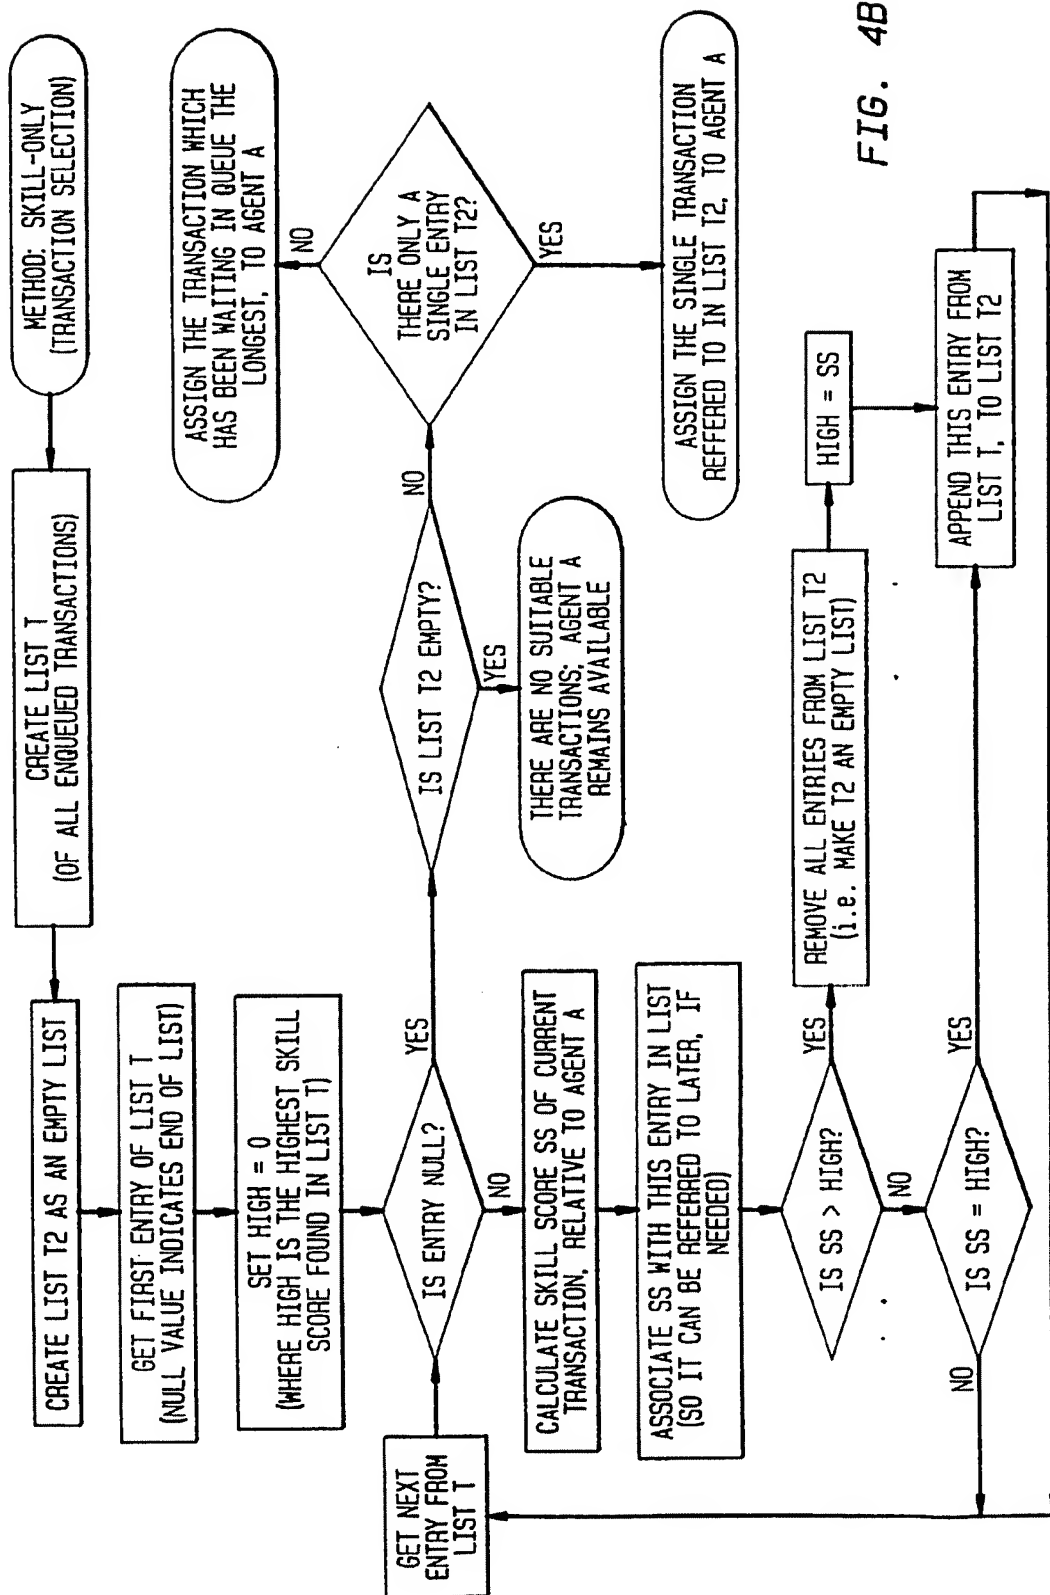 METHOD: SKILL-ONLY
(TRANSACTION SELECTION)
CREATE LIST T
(OF ALL ENQUEUED TRANSACTIONS)
CREATE LIST T2 AS AN EMPTY LIST
GET FIRST ENTRY OF LIST T
(NULL VALUE INDICATES END OF LIST)
SET HIGH = 0
(WHERE HIGH IS THE HIGHEST SKILL
SCORE FOUND IN LIST T)
GET NEXT
ENTRY FROM
LIST T
IS ENTRY NULL?
YES
NO
IS LIST T2 EMPTY?
NO
YES
THERE ARE NO SUITABLE
TRANSACTIONS; AGENT A
REMAINS AVAILABLE
IS
THERE ONLY A
SINGLE ENTRY
IN LIST T2?
NO
YES
ASSIGN THE TRANSACTION WHICH
HAS BEEN WAITING IN QUEUE THE
LONGEST, TO AGENT A
ASSIGN THE SINGLE TRANSACTION
REFFERED TO IN LIST T2, TO AGENT A
CALCULATE SKILL SCORE SS OF CURRENT
TRANSACTION, RELATIVE TO AGENT A
ASSOCIATE SS WITH THIS ENTRY IN LIST
(SO IT CAN BE REFERRED TO LATER, IF
NEEDED)
IS SS > HIGH?
YES
NO
REMOVE ALL ENTRIES FROM LIST T2
(i.e. MAKE T2 AN EMPTY LIST)
HIGH = SS
IS SS = HIGH?
YES
NO
APPEND THIS ENTRY FROM
LIST T, TO LIST T2
FIG. 4B